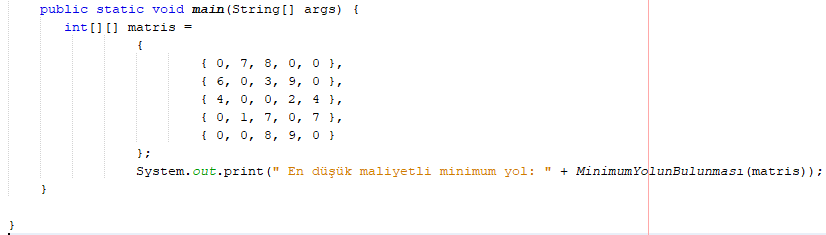 public static void main(String[] args) {
int[][] matris =
{
{ 0, 7, 8, 0, 0 },
{ 6, 0, 3, 9, 0 },
{ 4, 0, 0, 2, 4 },
{ 0, 1, 7, 0, 7 },
{ 0, 0, 8, 9, 0 }
};
System.out.print(" En düşük maliyetli minimum yol: " + MinimumYolunBulunması(matris));
}
}